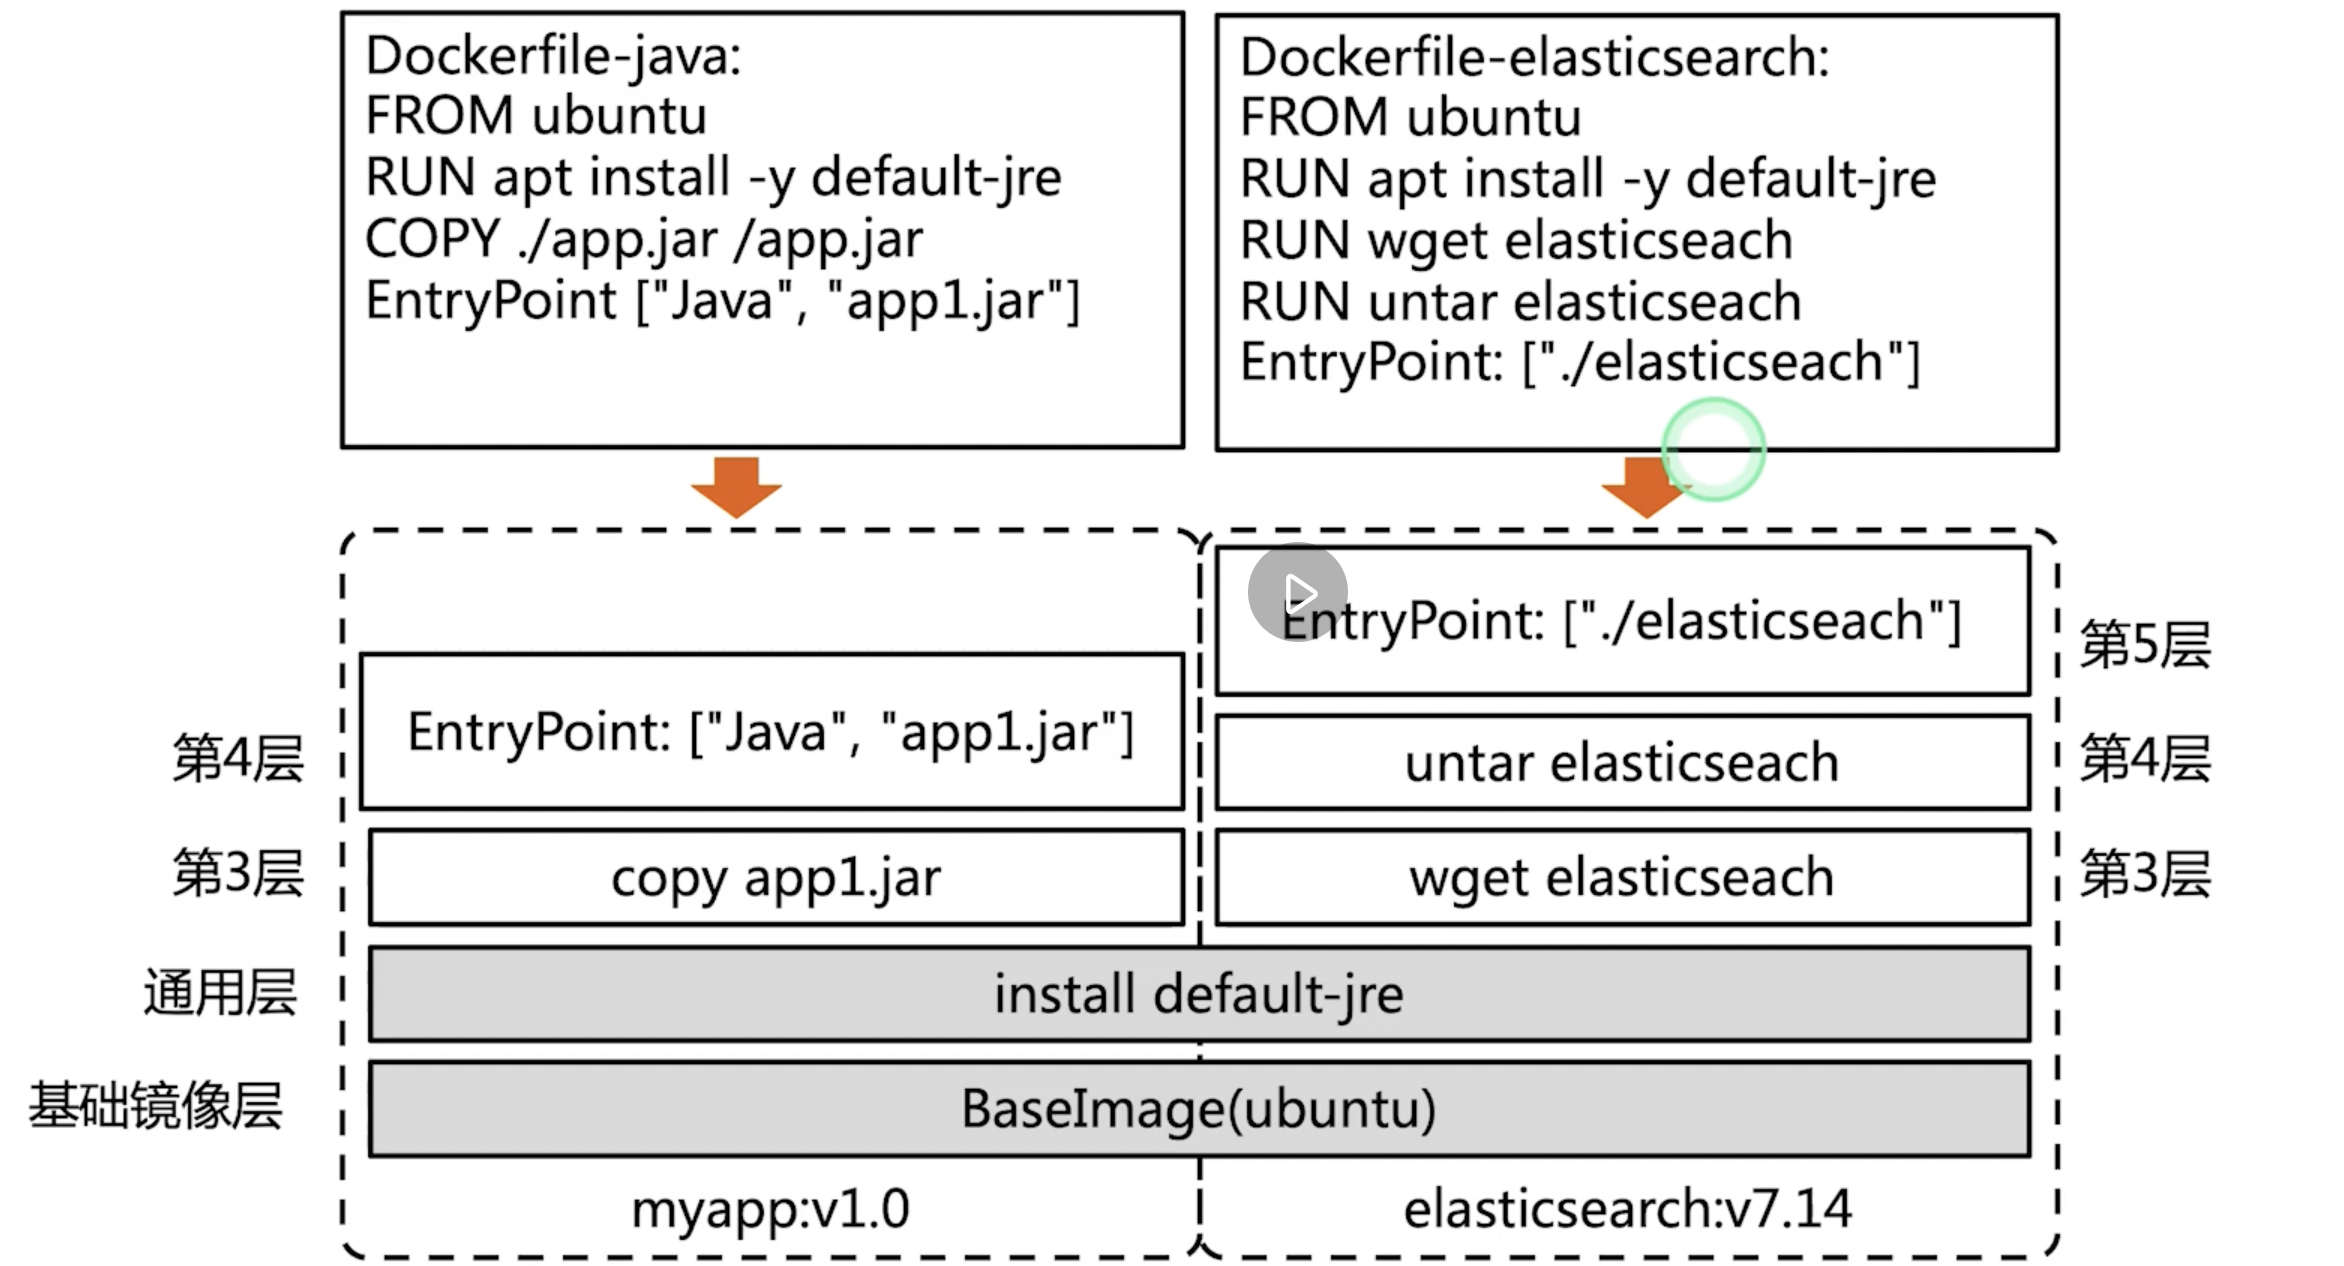 Dockerfile-java:
FROM ubuntu
RUN apt install -y default-jre
COPY ./app.jar /app.jar
EntryPoint ["Java", "app1.jar"]
Dockerfile-elasticsearch:
FROM ubuntu
RUN apt install -y default-jre
RUN wget elasticseach
RUN untar elasticseach
EntryPoint: ["./elasticseach"]
EntryPoint: ["./elasticseach"]
第5层
第4层
EntryPoint: ["Java", "app1.jar"]
untar elasticseach
第4层
第3层
copy app1.jar
wget elasticseach
第3层
通用层
install default-jre
基础镜像层
BaseImage(ubuntu)
myapp:v1.0
elasticsearch:v7.14